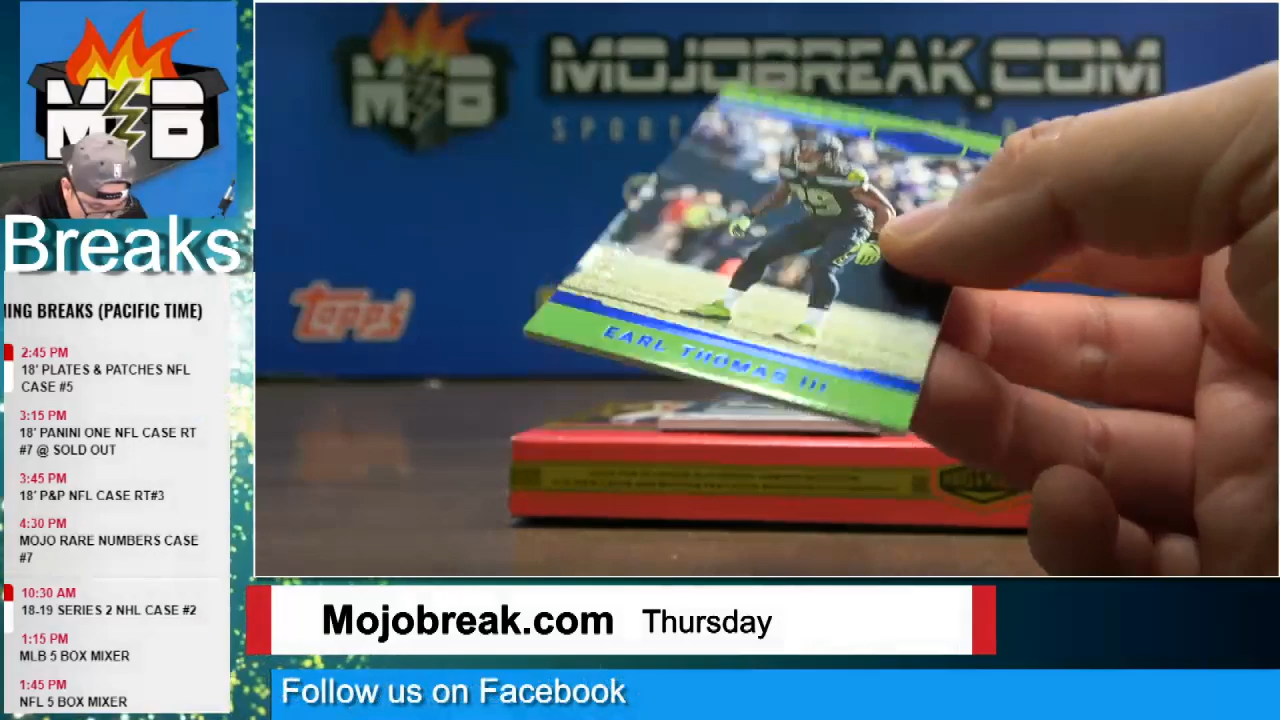 M B
Breaks
ING BREAKS (PACIFIC TIME)
2:45 PM
18' PLATES & PATCHES NFL
CASE #5
3:15 PM
18' PANINI ONE NFL CASE RT
#7 @ SOLD OUT
3:45 PM
18' P&P NFL CASE RT#3
4:30 PM
MOJO RARE NUMBERS CASE
#7
10:30 AM
18-19 SERIES 2 NHL CASE #2
1:15 PM
MLB 5 BOX MIXER
1:45 PM
NFL 5 BOX MIXER
M B
MOJOBREAK.COM
SPORT
29
EARL THOMAS III
Topps
Mojobreak.com Thursday
Follow us on Facebook